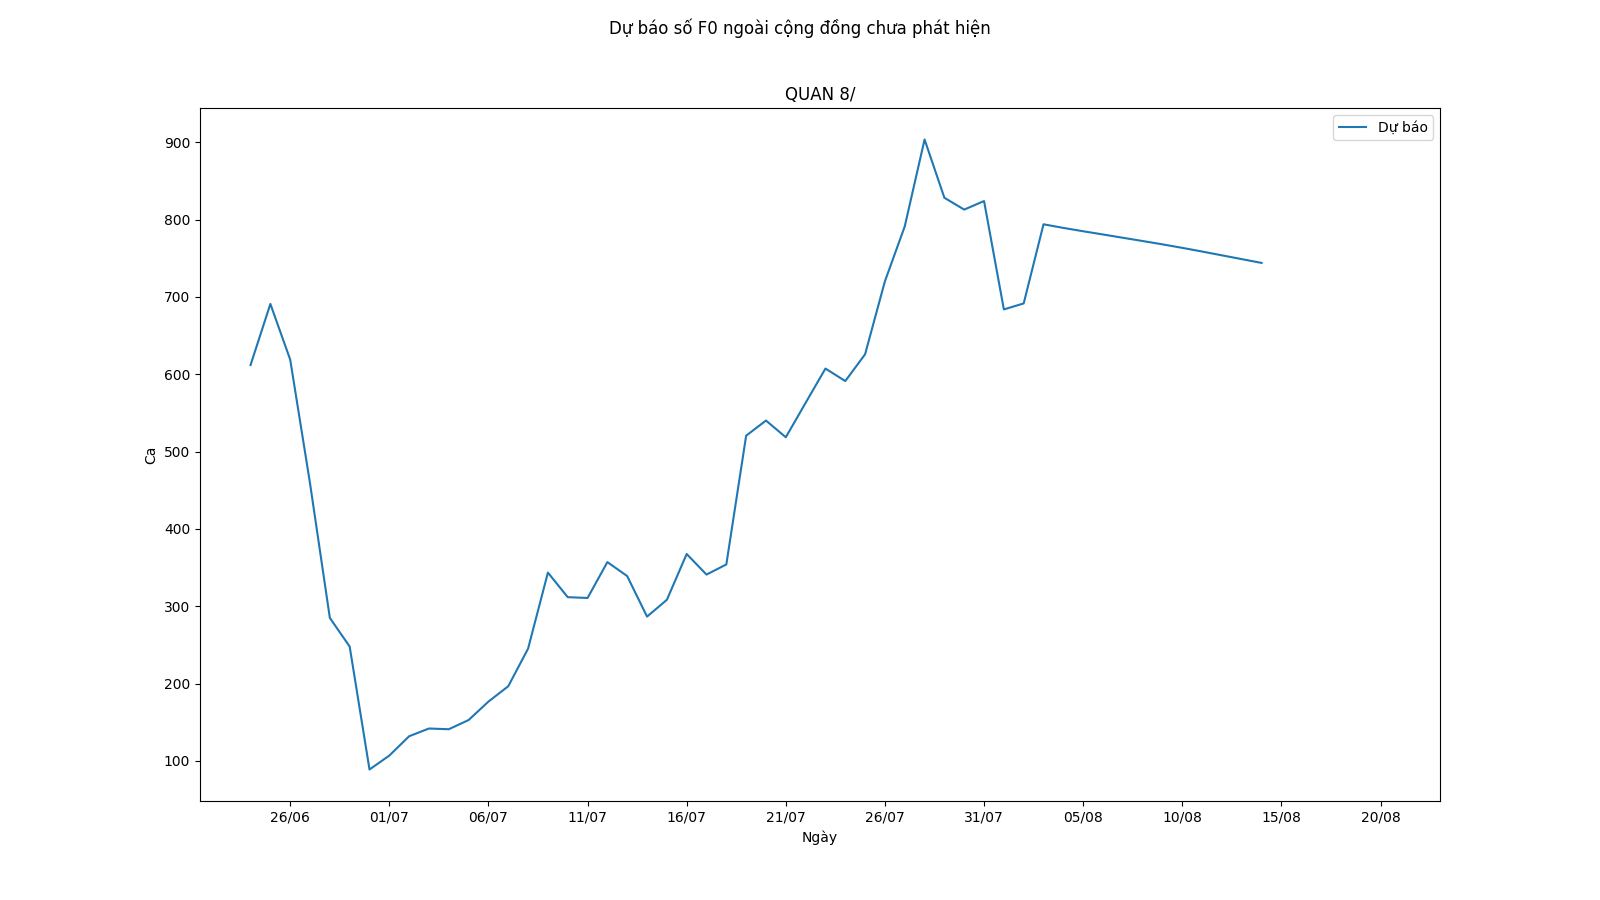 Dự báo số F0 ngoài cộng đồng chưa phát hiện
QUAN 8/
Dự báo
900
800
700
600
500
400
300
200
100
Ca
26/06 01/07 06/07 11/07 16/07 21/07 26/07 31/07 05/08 10/08 15/08 20/08
Ngày